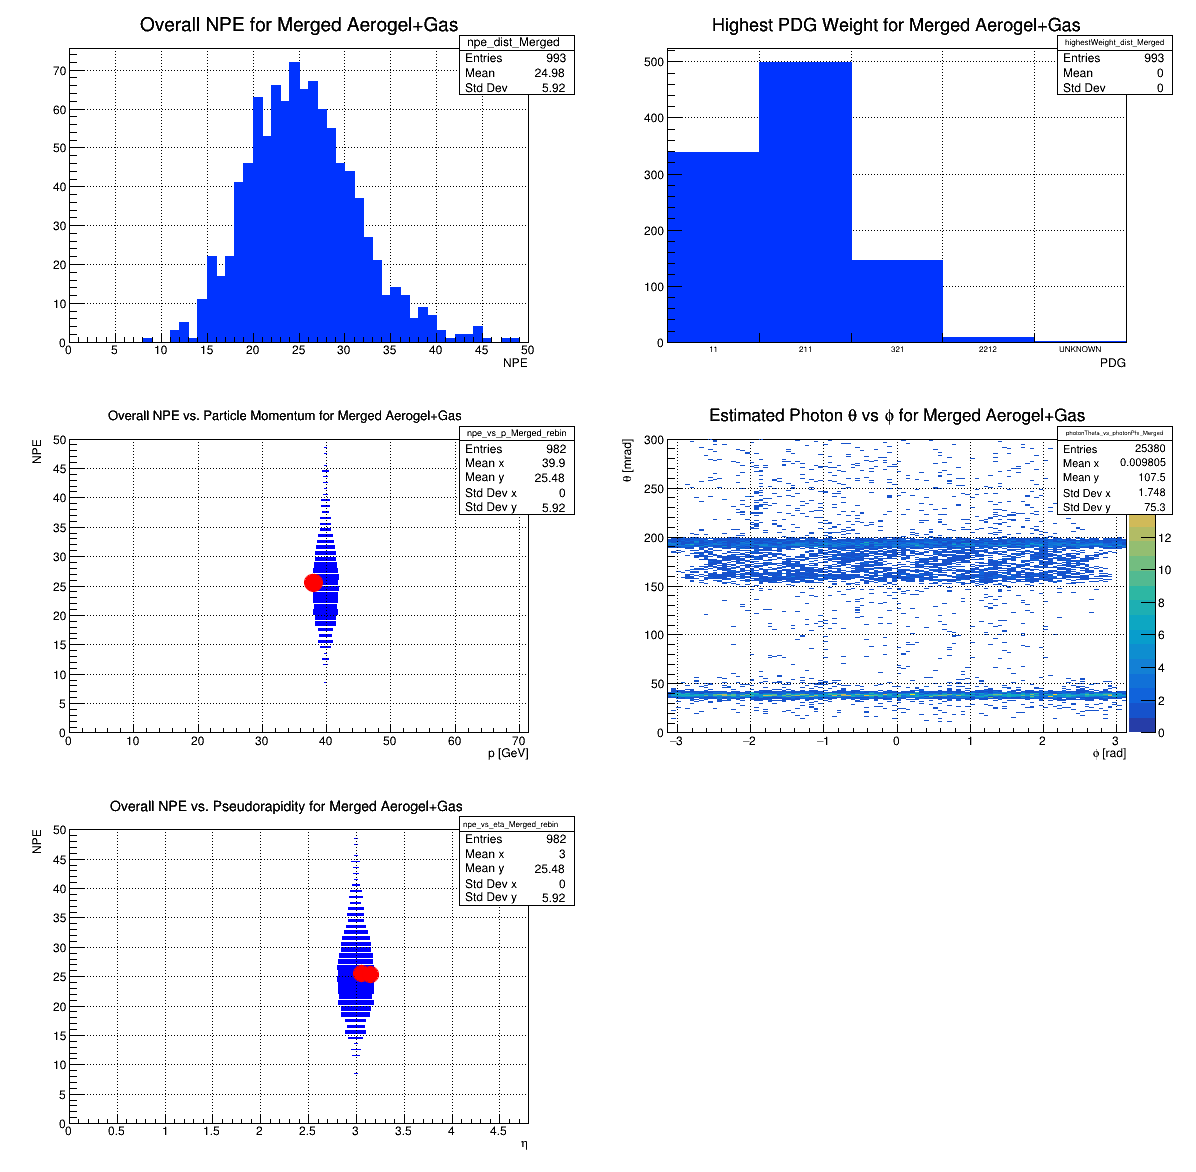 Overall NPE for Merged Aerogel+Gas
npe_dist_Merged
Entries 993
Mean 24.98
Std Dev 5.92
70
60
50
40
30
20
10
0
0 5 10 15 20 25 30 35 40 45 50
NPE
Highest PDG Weight for Merged Aerogel+Gas
highestWeight_dist_Merged
Entries 993
Mean 0
Std Dev 0
500
400
300
200
100
0
11 211 321 2212 UNKNOWN
PDG
Overall NPE vs. Particle Momentum for Merged Aerogel+Gas
npe_vs_p_Merged_rebin
Entries 982
Mean x 39.9
Mean y 25.48
Std Dev x 0
Std Dev y 5.92
NPE
50
45
40
35
30
25
20
15
10
5
0
0 10 20 30 40 50 60 70
p [GeV]
Estimated Photon θ vs ϕ for Merged Aerogel+Gas
photonTheta_vs_photonPhi_Merged
Entries 25380
Mean x 0.009805
Mean y 107.5
Std Dev x 1.748
Std Dev y 75.3
θ [mrad]
300
250
200
150
100
50
0
−3 −2 −1 0 1 2 3
ϕ [rad]
12
10
8
6
4
2
0
Overall NPE vs. Pseudorapidity for Merged Aerogel+Gas
npe_vs_eta_Merged_rebin
Entries 982
Mean x 3
Mean y 25.48
Std Dev x 0
Std Dev y 5.92
NPE
50
45
40
35
30
25
20
15
10
5
0
0 0.5 1 1.5 2 2.5 3 3.5 4 4.5
η